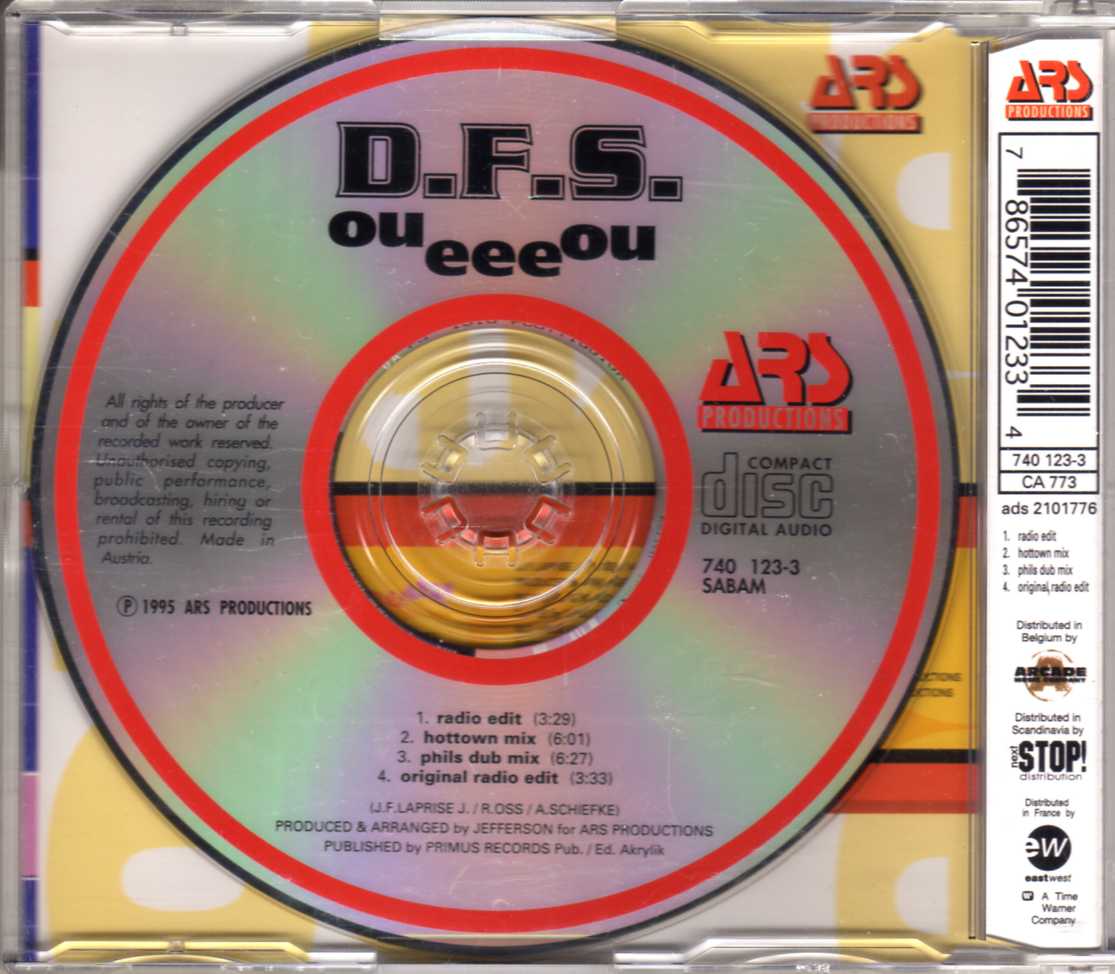 ARS
PRODUCTIONS
D.F.S.
ou eee ou
All rights of the producer
and of the owner of the
recorded work reserved.
Unauthorised copying,
public performance,
broadcasting, hiring or
rental of this recording
prohibited. Made in
Austria.
℗ 1995 ARS PRODUCTIONS
ARS
PRODUCTIONS
COMPACT
disc
DIGITAL AUDIO
740 123-3
SABAM
1. radio edit (3:29)
2. hottown mix (6:01)
3. phils dub mix (6:27)
4. original radio edit (3:33)
(J.F.LAPRISE J. / R.OSS / A.SCHIEFKE)
PRODUCED & ARRANGED by JEFFERSON for ARS PRODUCTIONS
PUBLISHED by PRIMUS RECORDS Pub. / Ed. Akrylik
ARS
PRODUCTIONS
7 86574 01233 4
740 123-3
CA 773
ads 2101776
1. radio edit
2. hottown mix
3. phils dub mix
4. original radio edit
Distributed in
Belgium by
ARCADE
MUSIC COMPANY
Distributed in
Scandinavia by
next STOP!
distribution
Distributed
in France by
ew
eastwest
A Time
Warner
Company